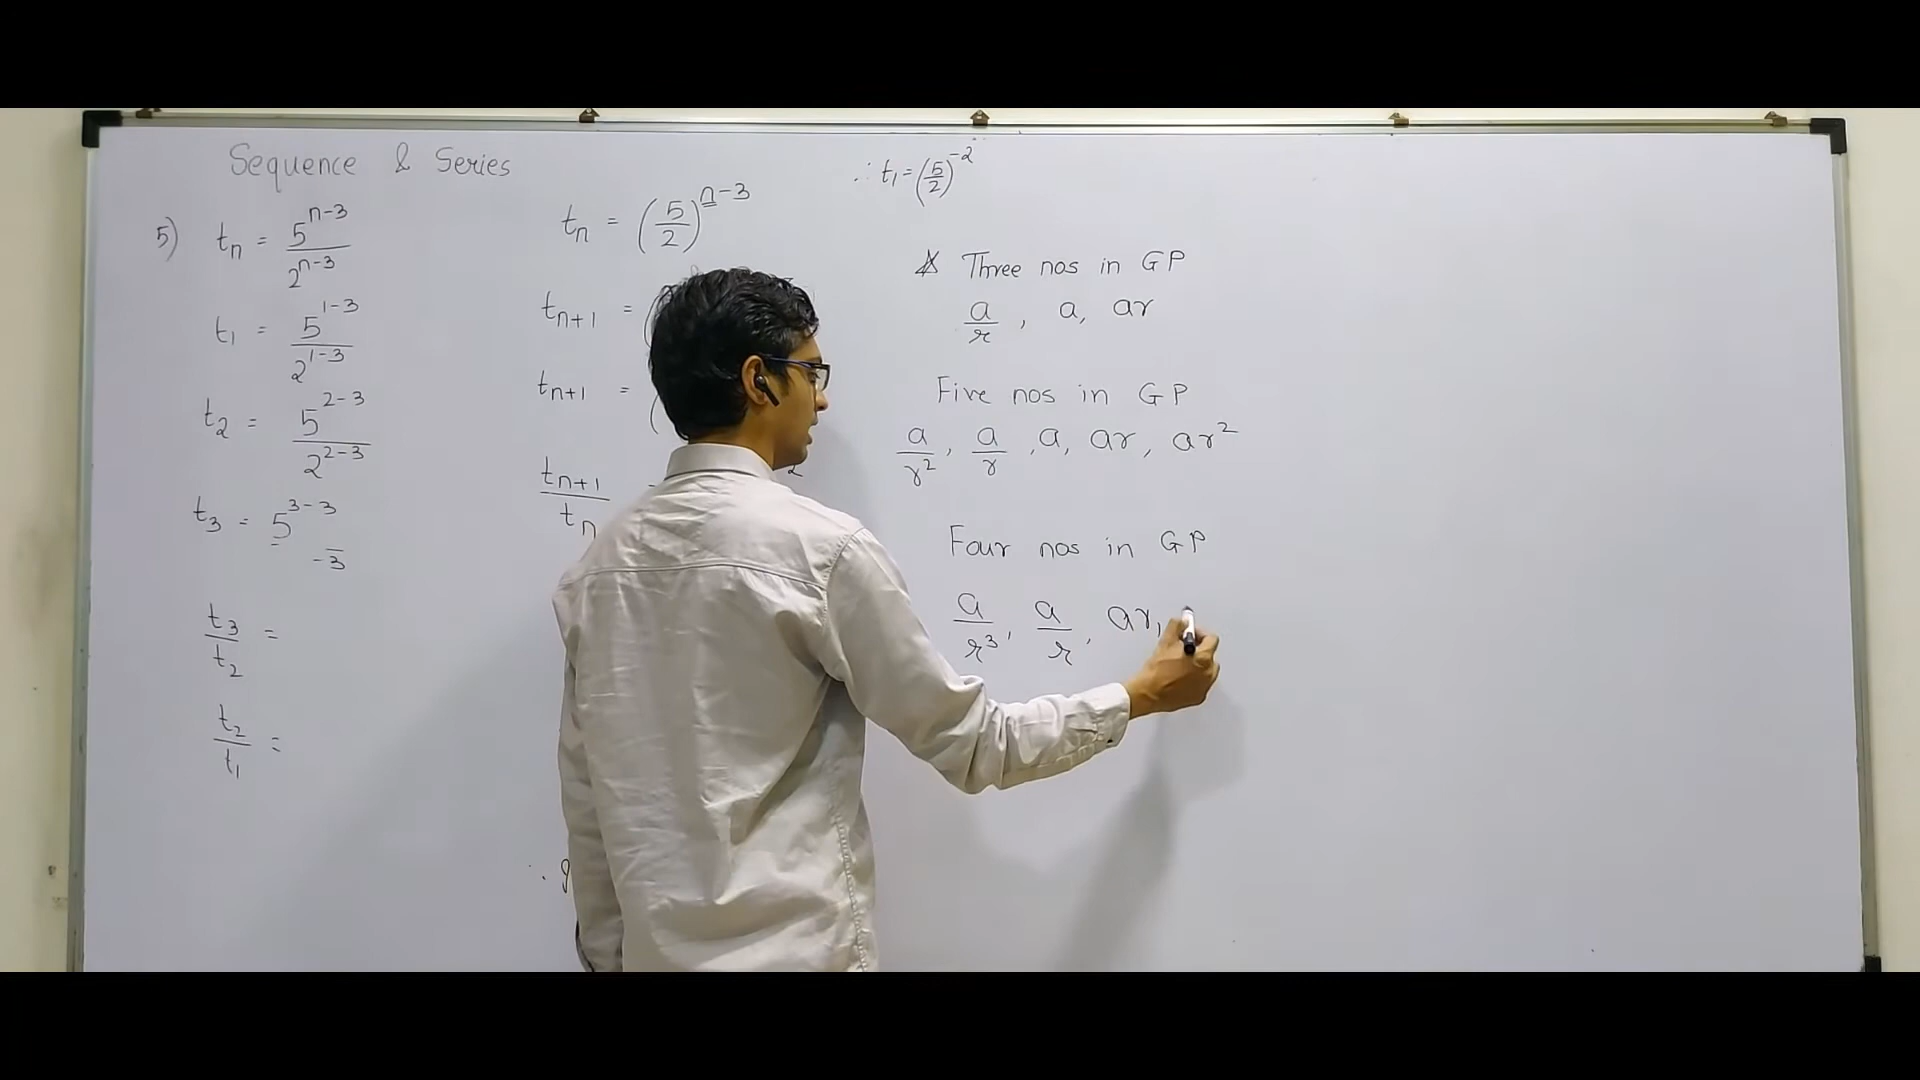 Sequence & Series
5) tn = 5^(n-3) / 2^(n-3)
t1 = 5^(1-3) / 2^(1-3)
t2 = 5^(2-3) / 2^(2-3)
t3 = 5^(3-3)
-3
t3/t2 =
t2/t1 =
tn = (5/2)^(n-3)
tn+1 = (
tn+1 = (
tn+1/tn
∴ t1 = (5/2)^-2
Three nos in GP
a/r, a, ar
Five nos in GP
a/r², a/r, a, ar, ar²
Four nos in GP
a/r³, a/r, ar,